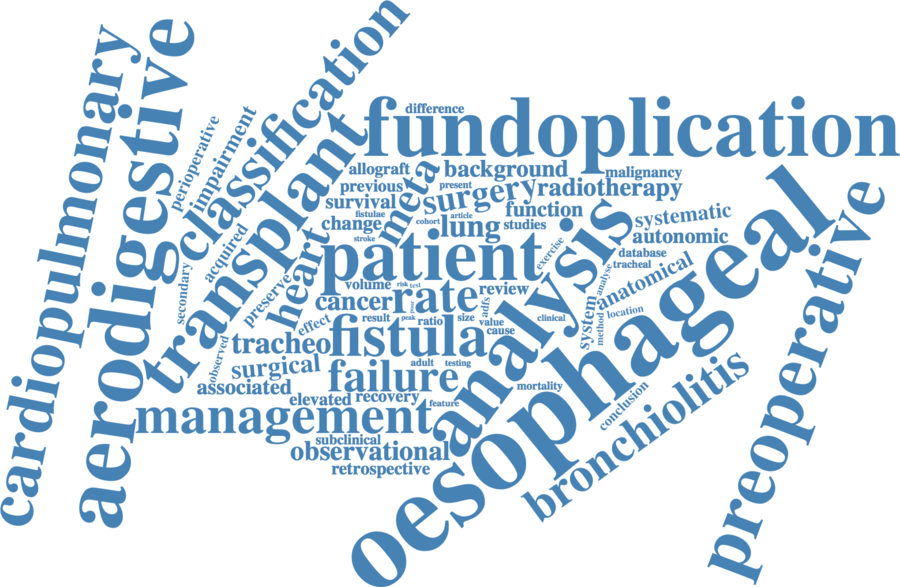 cardiopulmonary
aerodigestive
perioperative
impairment
classification
transplant
fundoplication
difference
allograft
meta
background
malignancy
previous
present
surgery
radiotherapy
survival
fistulae
cohort
article
function
systematic
change
lung
studies
autonomic
stroke
acquired
secondary
preserve
heart
patient
exercise
analysis
database
tracheal
anatomical
analyse
method
system
location
oesophageal
preoperative
volume
risk
test
review
cancer
rate
adfs
effect
result
peak
ratio
size
value
clinical
cause
observed
tracheo
fistula
surgical
adult
testing
associated
failure
mortality
elevated
recovery
feature
conclusion
management
bronchiolitis
subclinical
observational
retrospective